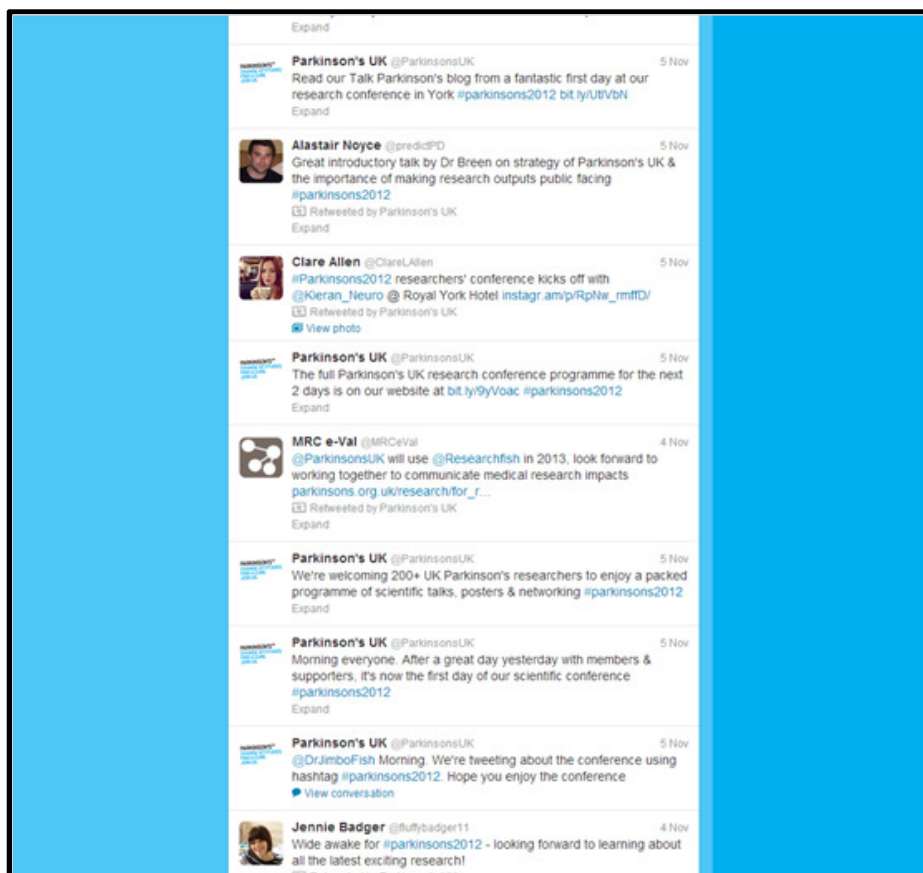 Expand
Parkinson's UK @ParkinsonsUK 5 Nov
Read our Talk Parkinson's blog from a fantastic first day at our
research conference in York #parkinsons2012 bit.ly/UtlVbN
Expand
Alastair Noyce @predictPD 5 Nov
Great introductory talk by Dr Breen on strategy of Parkinson's UK &
the importance of making research outputs public facing
#parkinsons2012
Retweeted by Parkinson's UK
Expand
Clare Allen @ClareLAllen 5 Nov
#Parkinsons2012 researchers' conference kicks off with
@Kieran_Neuro @ Royal York Hotel instagr.am/p/RpNw_rmffD/
Retweeted by Parkinson's UK
View photo
Parkinson's UK @ParkinsonsUK 5 Nov
The full Parkinson's UK research conference programme for the next
2 days is on our website at bit.ly/9yVoac #parkinsons2012
Expand
MRC e-Val @MRCeVal 4 Nov
@ParkinsonsUK will use @Researchfish in 2013, look forward to
working together to communicate medical research impacts
parkinsons.org.uk/research/for_r...
Retweeted by Parkinson's UK
Expand
Parkinson's UK @ParkinsonsUK 5 Nov
We're welcoming 200+ UK Parkinson's researchers to enjoy a packed
programme of scientific talks, posters & networking #parkinsons2012
Expand
Parkinson's UK @ParkinsonsUK 5 Nov
Morning everyone. After a great day yesterday with members &
supporters, it's now the first day of our scientific conference
#parkinsons2012
Expand
Parkinson's UK @ParkinsonsUK 5 Nov
@DrJimboFish Morning. We're tweeting about the conference using
hashtag #parkinsons2012. Hope you enjoy the conference
View conversation
Jennie Badger @fluffybadger11 4 Nov
Wide awake for #parkinsons2012 - looking forward to learning about
all the latest exciting research!